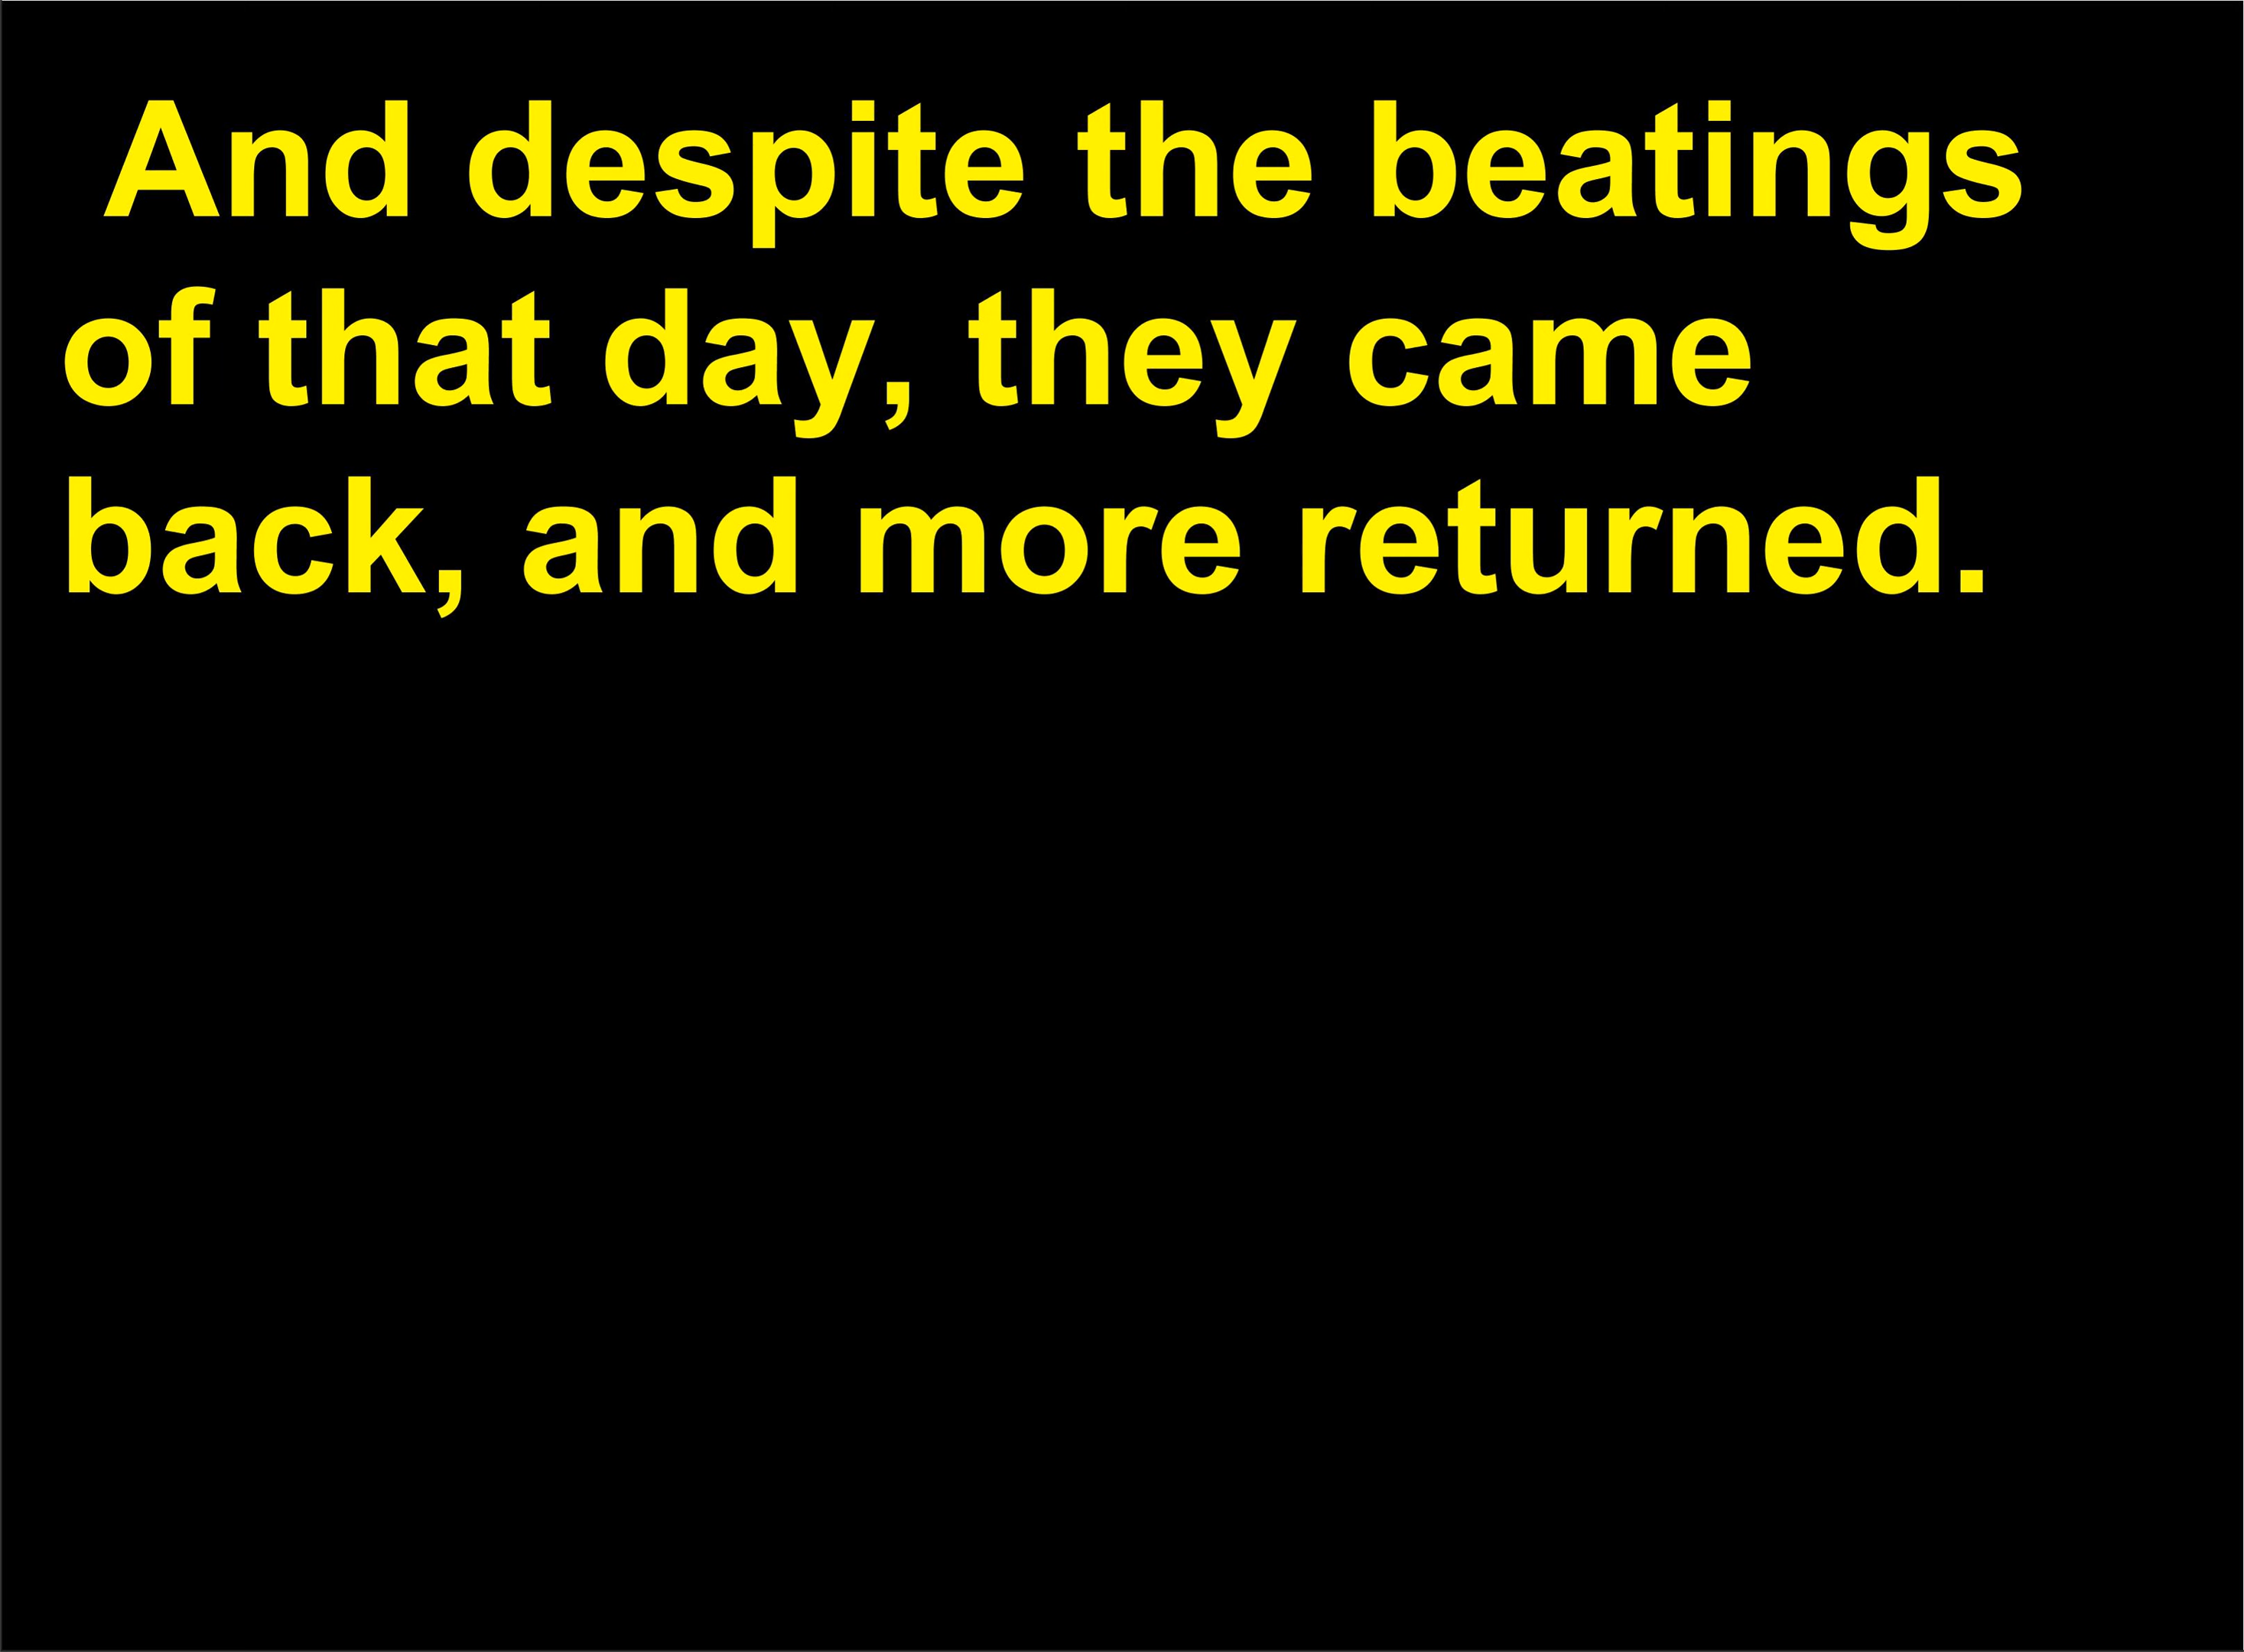 And despite the beatings
of that day, they came
back, and more returned.